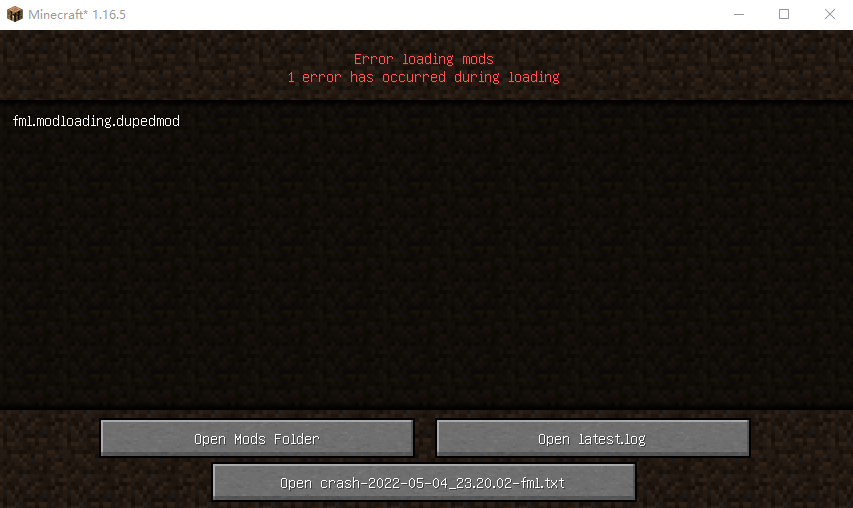 Minecraft* 1.16.5
Error loading mods
1 error has occurred during loading
fml.modloading.dupedmod
Open Mods Folder
Open latest.log
Open crash-2022-05-04_23.20.02-fml.txt